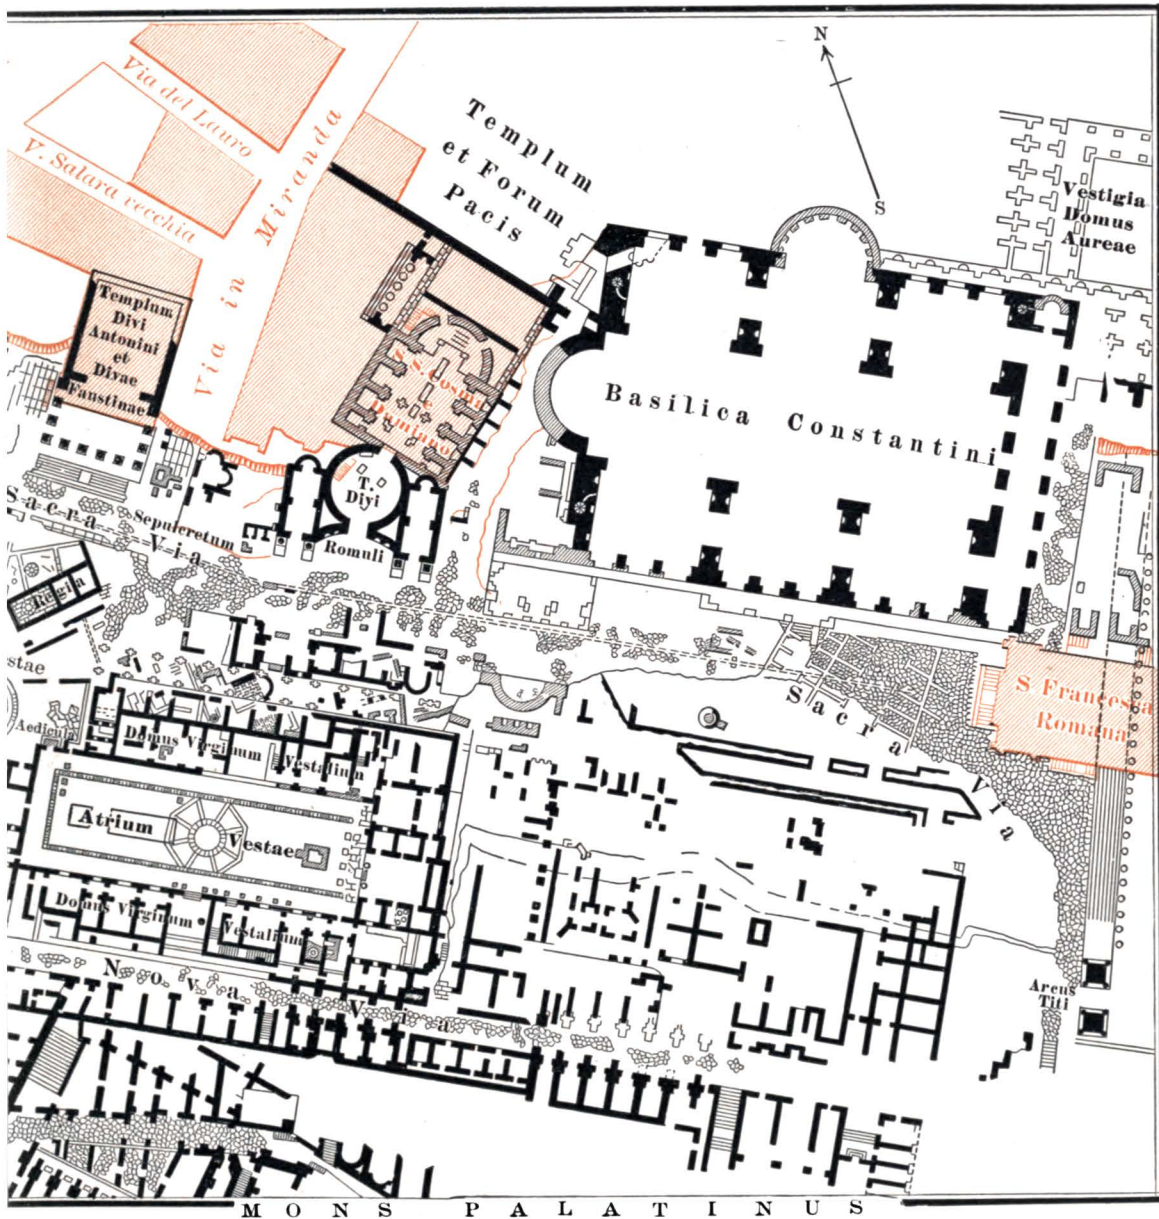 N
S
Via del Lauro
V. Salara vecchia
Via in Miranda
Templum
et Forum
Pacis
Vestigia
Domus
Aureae
Templum
Divi
Antonini
et
Divae
Faustinae
S.S. Cosma
e
Damiano
Basilica Constantini
T.
Divi
Romuli
Sacra Via
Sepulcretum
Regia
stae
Aedicula
S. Francesca
Romana
Sacra Via
Domus Virginum
Vestalium
Atrium Vestae
Domus Virginum
Vestalium
Nova Via
Arcus
Titi
MONS PALATINUS